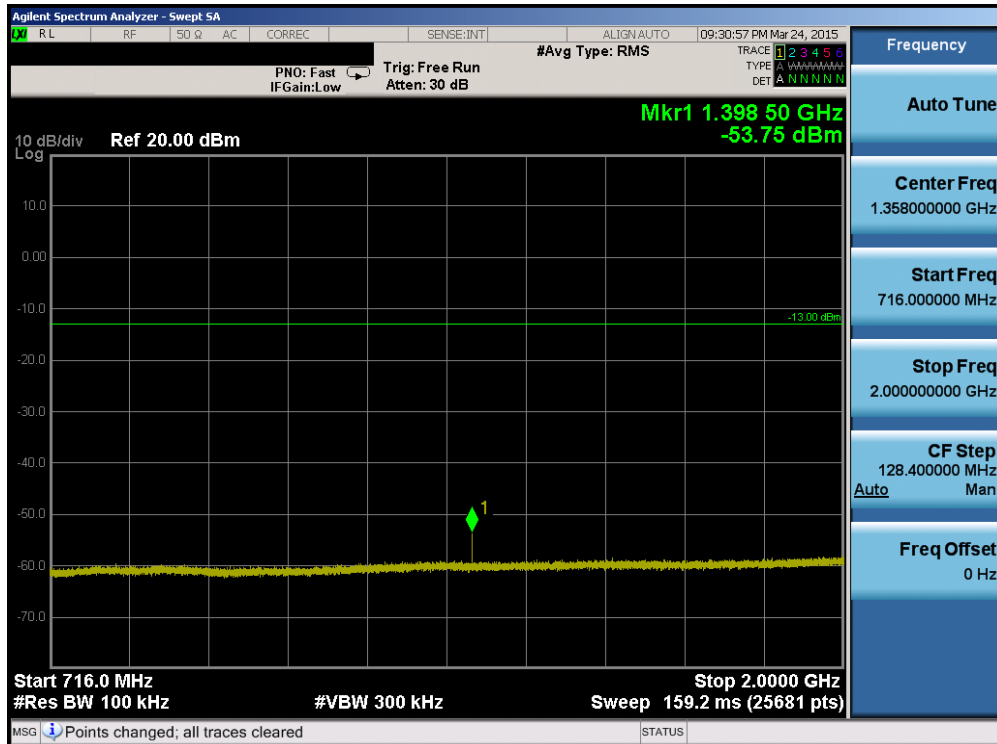 Agilent Spectrum Analyzer - Swept SA
LXI RL RF 50 Ω AC CORREC SENSE:INT ALIGN AUTO 09:30:57 PM Mar 24, 2015
#Avg Type: RMS
TRACE 1 2 3 4 5 6
TYPE A WWWWW
DET A N N N N N
PNO: Fast
IFGain:Low
Trig: Free Run
Atten: 30 dB
Mkr1 1.398 50 GHz
-53.75 dBm
10 dB/div Ref 20.00 dBm
Log
10.0
0.00
-10.0
-13.00 dBm
-20.0
-30.0
-40.0
-50.0
1
-60.0
-70.0
Start 716.0 MHz Stop 2.0000 GHz
#Res BW 100 kHz #VBW 300 kHz Sweep 159.2 ms (25681 pts)
MSG Points changed; all traces cleared STATUS
Frequency
Auto Tune
Center Freq
1.358000000 GHz
Start Freq
716.000000 MHz
Stop Freq
2.000000000 GHz
CF Step
128.400000 MHz
Auto Man
Freq Offset
0 Hz